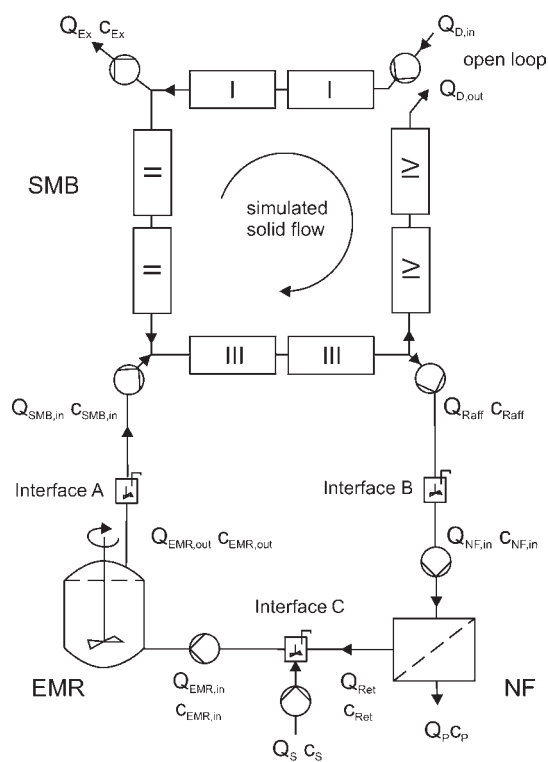 Q_Ex c_Ex
Q_D,in
open loop
Q_D,out
I
I
II
IV
SMB
simulated
solid flow
II
IV
III
III
Q_SMB,in c_SMB,in
Q_Raff c_Raff
Interface A
Interface B
Q_EMR,out c_EMR,out
Q_NF,in c_NF,in
Interface C
EMR
Q_EMR,in
c_EMR,in
Q_Ret
c_Ret
NF
Q_P c_P
Q_S c_S